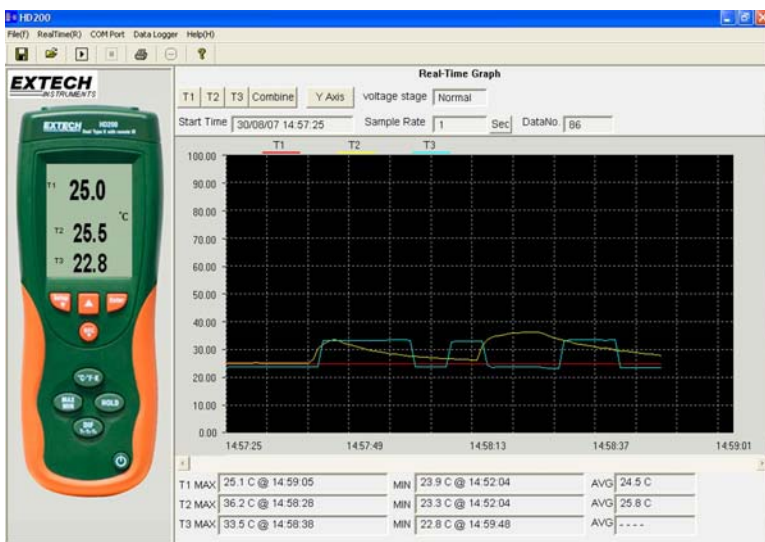 HD200
File(f) RealTime(R) COM Port Data Logger Help(H)
EXTECH
INSTRUMENTS
EXTECH HD200
T1 25.0
°C
T2 25.5
T3 22.8
Enter
°C/°F-K
MAX MIN HOLD
DIF
Real-Time Graph
T1 T2 T3 Combine Y Axis voltage stage Normal
Start Time 30/08/07 14:57:25 Sample Rate 1 Sec DataNo. 86
T1 T2 T3
100.00
90.00
80.00
70.00
60.00
50.00
40.00
30.00
20.00
10.00
0.00
14:57:25 14:57:49 14:58:13 14:58:37 14:59:01
T1 MAX 25.1 C @ 14:59:05 MIN 23.9 C @ 14:52:04 AVG 24.5 C
T2 MAX 36.2 C @ 14:58:28 MIN 23.3 C @ 14:52:04 AVG 25.8 C
T3 MAX 33.5 C @ 14:58:38 MIN 22.8 C @ 14:59:48 AVG - - - -